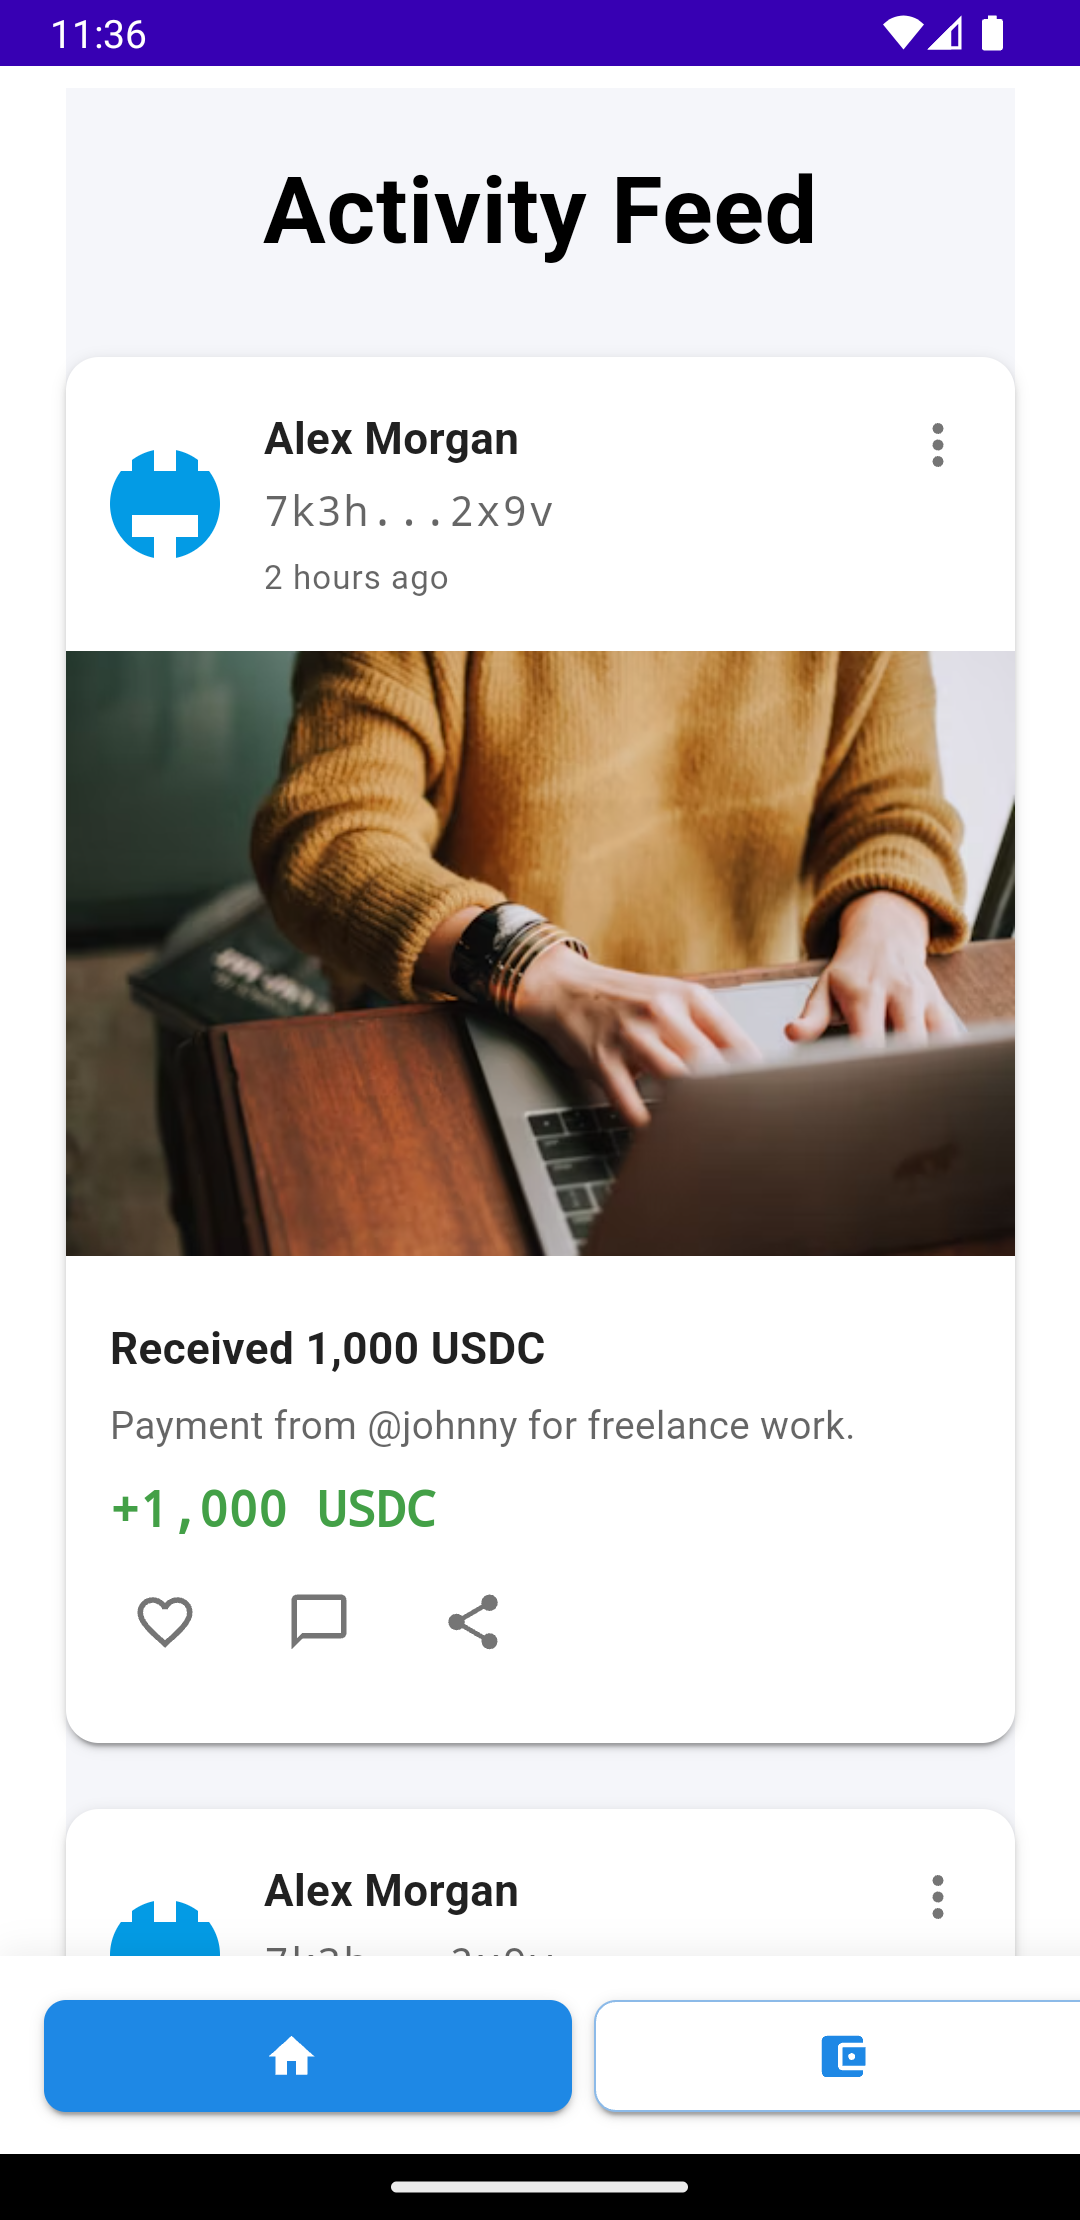 11:36
Activity Feed
Alex Morgan
7k3h...2x9v
2 hours ago
Received 1,000 USDC
Payment from @johnny for freelance work.
+1,000 USDC
Alex Morgan